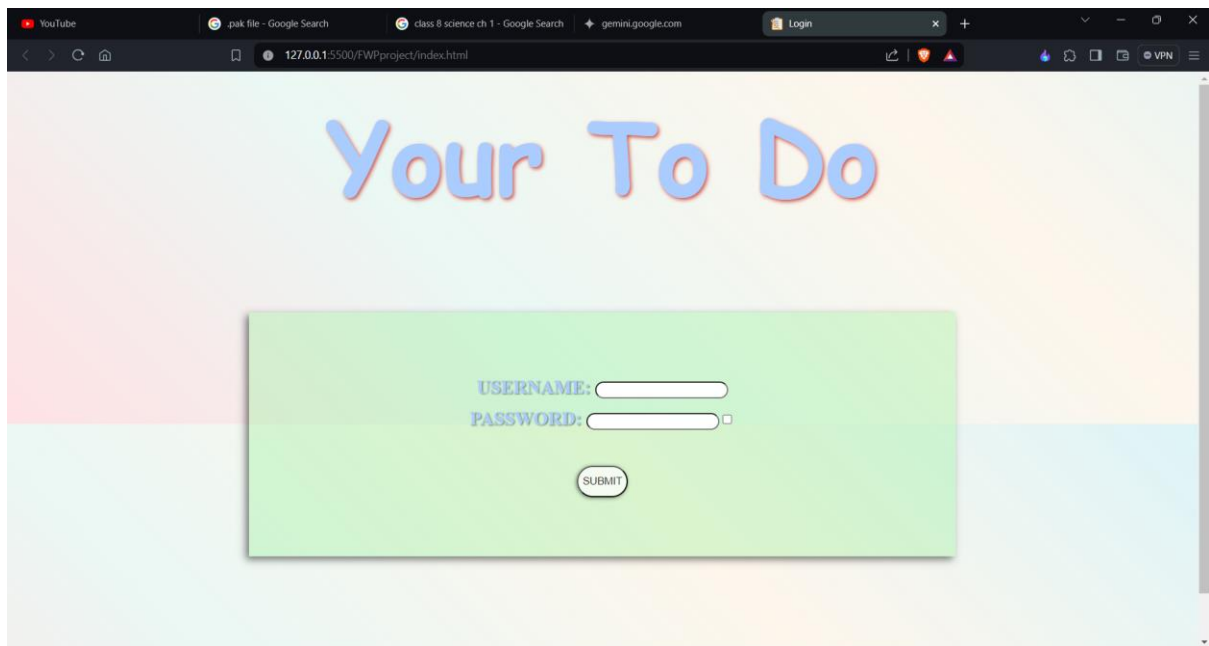 YouTube
.pak file - Google Search
class 8 science ch 1 - Google Search
gemini.google.com
Login
127.0.0.1:5500/FWPproject/index.html
VPN
Your To Do
USERNAME:
PASSWORD:
SUBMIT